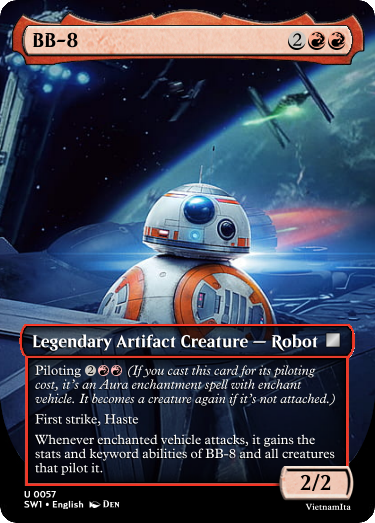 BB-8 2
Legendary Artifact Creature — Robot
Piloting 2 (If you cast this card for its piloting
cost, it's an Aura enchantment spell with enchant
vehicle. It becomes a creature again if it's not attached.)
First strike, Haste
Whenever enchanted vehicle attacks, it gains the
stats and keyword abilities of BB-8 and all creatures
that pilot it.
2/2
U 0057
SW1 • English DEN
VietnamIta